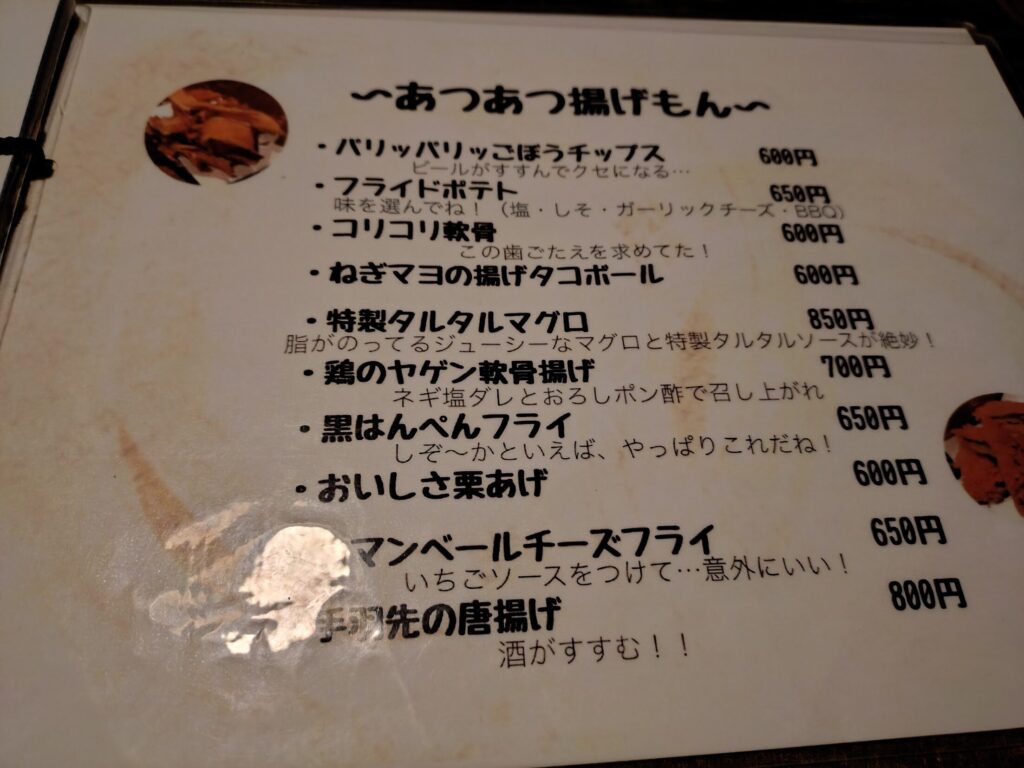 ～あつあつ揚げもん～
・バリッバリッごぼうチップス 600円
ビールがすすんでクセになる…
・フライドポテト 650円
味を選んでね！（塩・しそ・ガーリックチーズ・BBQ）
・コリコリ軟骨 600円
この歯ごたえを求めてた！
・ねぎマヨの揚げタコボール 600円
・特製タルタルマグロ 850円
脂がのってるジューシーなマグロと特製タルタルソースが絶妙！
・鶏のヤゲン軟骨揚げ 700円
ネギ塩ダレとおろしポン酢で召し上がれ
・黒はんぺんフライ 650円
しぞ～かといえば、やっぱりこれだね！
・おいしさ栗あげ 600円
マンベールチーズフライ 650円
いちごソースをつけて…意外にいい！
手羽先の唐揚げ 800円
酒がすすむ！！